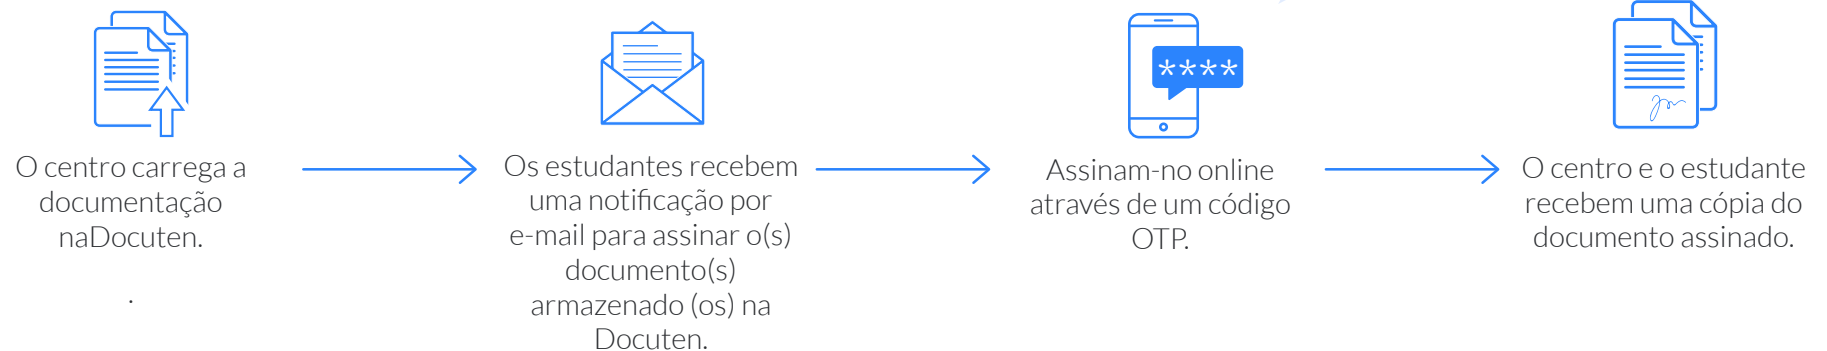 ****
O centro carrega a
documentação
naDocuten.
.
Os estudantes recebem
uma notificação por
e-mail para assinar o(s)
documento(s)
armazenado (os) na
Docuten.
Assinam-no online
através de um código
OTP.
O centro e o estudante
recebem uma cópia do
documento assinado.